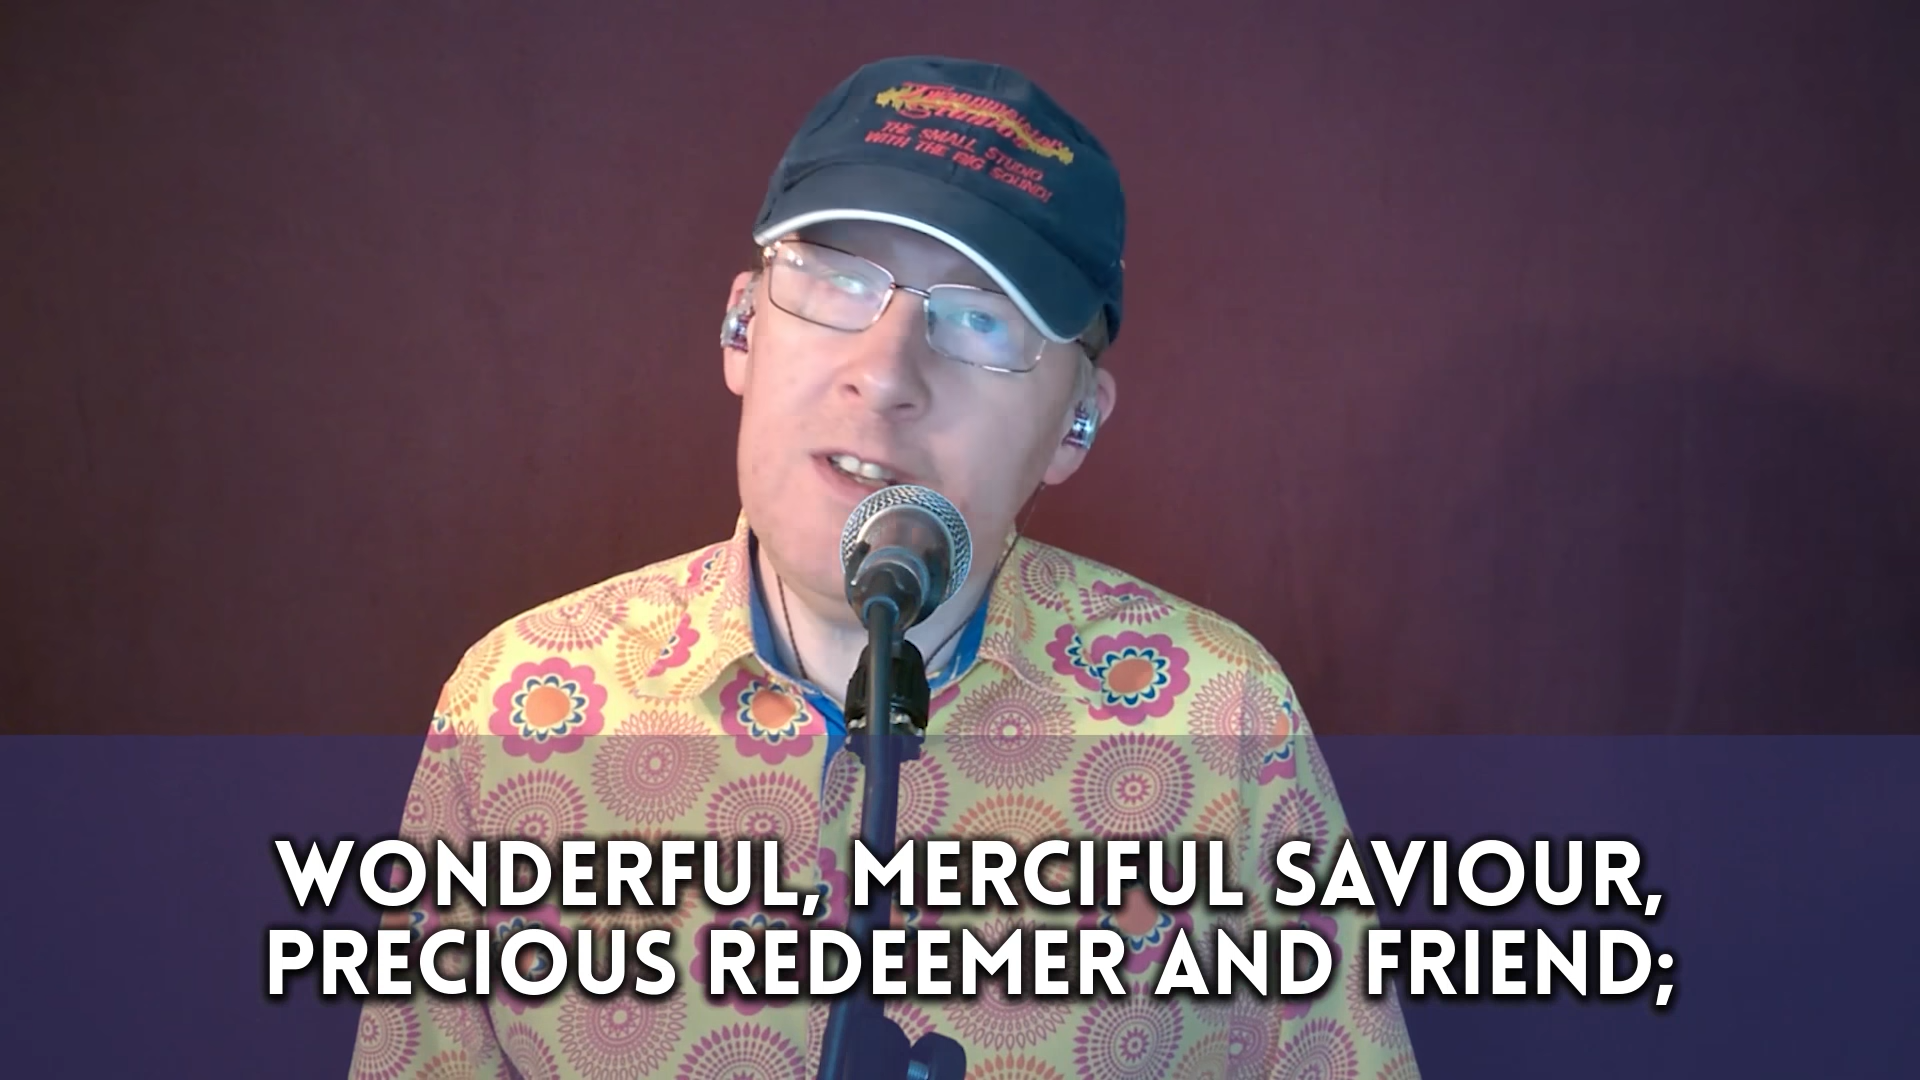 THE SMALL STUDIO
WITH THE BIG SOUND!
WONDERFUL, MERCIFUL SAVIOUR,
PRECIOUS REDEEMER AND FRIEND;